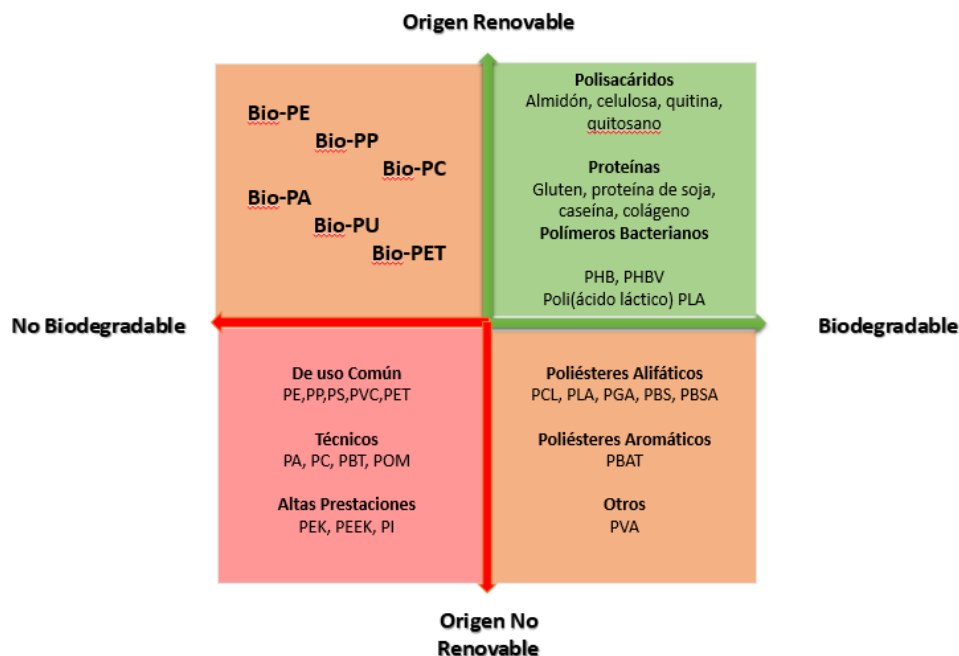 Origen Renovable
Bio-PE
Bio-PP
Bio-PC
Bio-PA
Bio-PU
Bio-PET
Polisacáridos
Almidón, celulosa, quitina,
quitosano
Proteínas
Gluten, proteína de soja,
caseína, colágeno
Polímeros Bacterianos
PHB, PHBV
Poli(ácido láctico) PLA
No Biodegradable
Biodegradable
De uso Común
PE,PP,PS,PVC,PET
Técnicos
PA, PC, PBT, POM
Altas Prestaciones
PEK, PEEK, PI
Poliésteres Alifáticos
PCL, PLA, PGA, PBS, PBSA
Poliésteres Aromáticos
PBAT
Otros
PVA
Origen No
Renovable